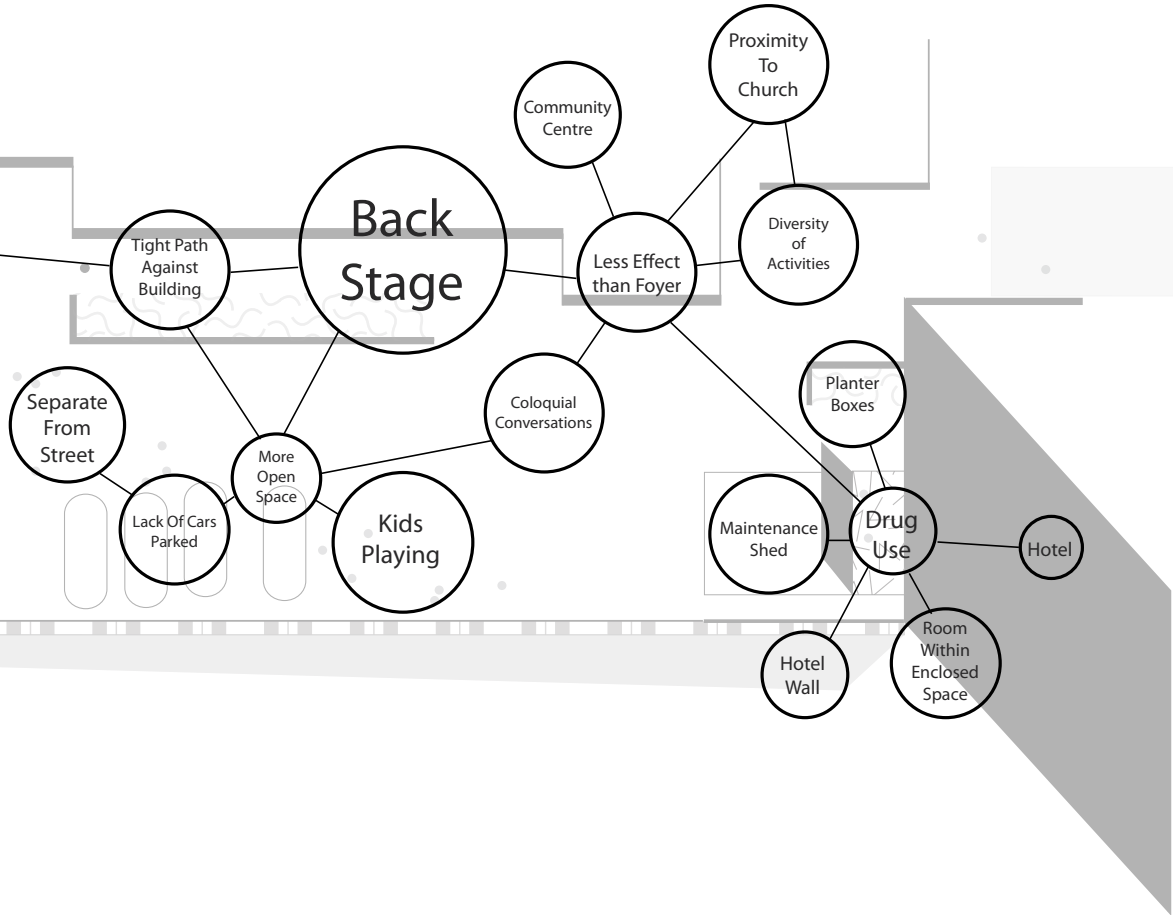 Proximity
To
Church
Community
Centre
Back
Stage
Tight Path
Against
Building
Less Effect
than Foyer
Diversity
of
Activities
Separate
From
Street
Coloquial
Conversations
Planter
Boxes
More
Open
Space
Lack Of Cars
Parked
Kids
Playing
Maintenance
Shed
Drug
Use
Hotel
Hotel
Wall
Room
Within
Enclosed
Space